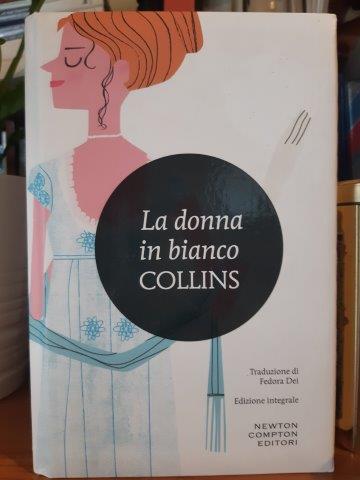 La donna
in bianco
COLLINS
Traduzione di
Fedora Dei
Edizione integrale
NEWTON
COMPTON
EDITORI